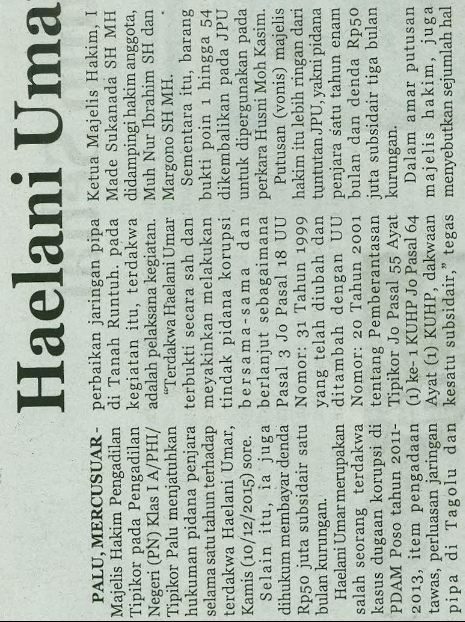 Haelani Uma
PALU, MERCUSUAR-
Majelis Hakim Pengadilan
Tipikor pada Pengadilan
Negeri (PN) Klas I A/PHI/
Tipikor Palu menjatuhkan
hukuman pidana penjara
selama satu tahun terhadap
terdakwa Haelani Umar,
Kamis (10/12/2015) sore.
Selain itu, ia juga
dihukum membayar denda
Rp50 juta subsidair satu
bulan kurungan.
Haelani Umar merupakan
salah seorang terdakwa
kasus dugaan korupsi di
PDAM Poso tahun 2011-
2013, item pengadaan
tawas, perluasan jaringan
pipa di Tagolu dan
perbaikan jaringan pipa
di Tanah Runtuh. pada
kegiatan itu, terdakwa
adalah pelaksana kegiatan.
"Terdakwa Haelani Umar
terbukti secara sah dan
meyakinkan melakukan
tindak pidana korupsi
bersama-sama dan
berlanjut sebagaimana
Pasal 3 Jo Pasal 18 UU
Nomor: 31 Tahun 1999
yang telah diubah dan
ditambah dengan UU
Nomor: 20 Tahun 2001
tentang Pemberantasan
Tipikor Jo Pasal 55 Ayat
(1) ke-1 KUHP Jo Pasal 64
Ayat (1) KUHP, dakwaan
kesatu subsidair," tegas
Ketua Majelis Hakim, I
Made Sukanada SH MH
didampingi hakim anggota,
Muh Nur Ibrahim SH dan
Margono SH MH.
Sementara itu, barang
bukti poin 1 hingga 54
dikembalikan pada JPU
untuk dipergunakan pada
perkara Husni Moh Kasim.
Putusan (vonis) majelis
hakim itu lebih ringan dari
tuntutan JPU, yakni pidana
penjara satu tahun enam
bulan dan denda Rp50
juta subsidair tiga bulan
kurungan.
Dalam amar putusan
majelis hakim, juga
menyebutkan sejumlah hal